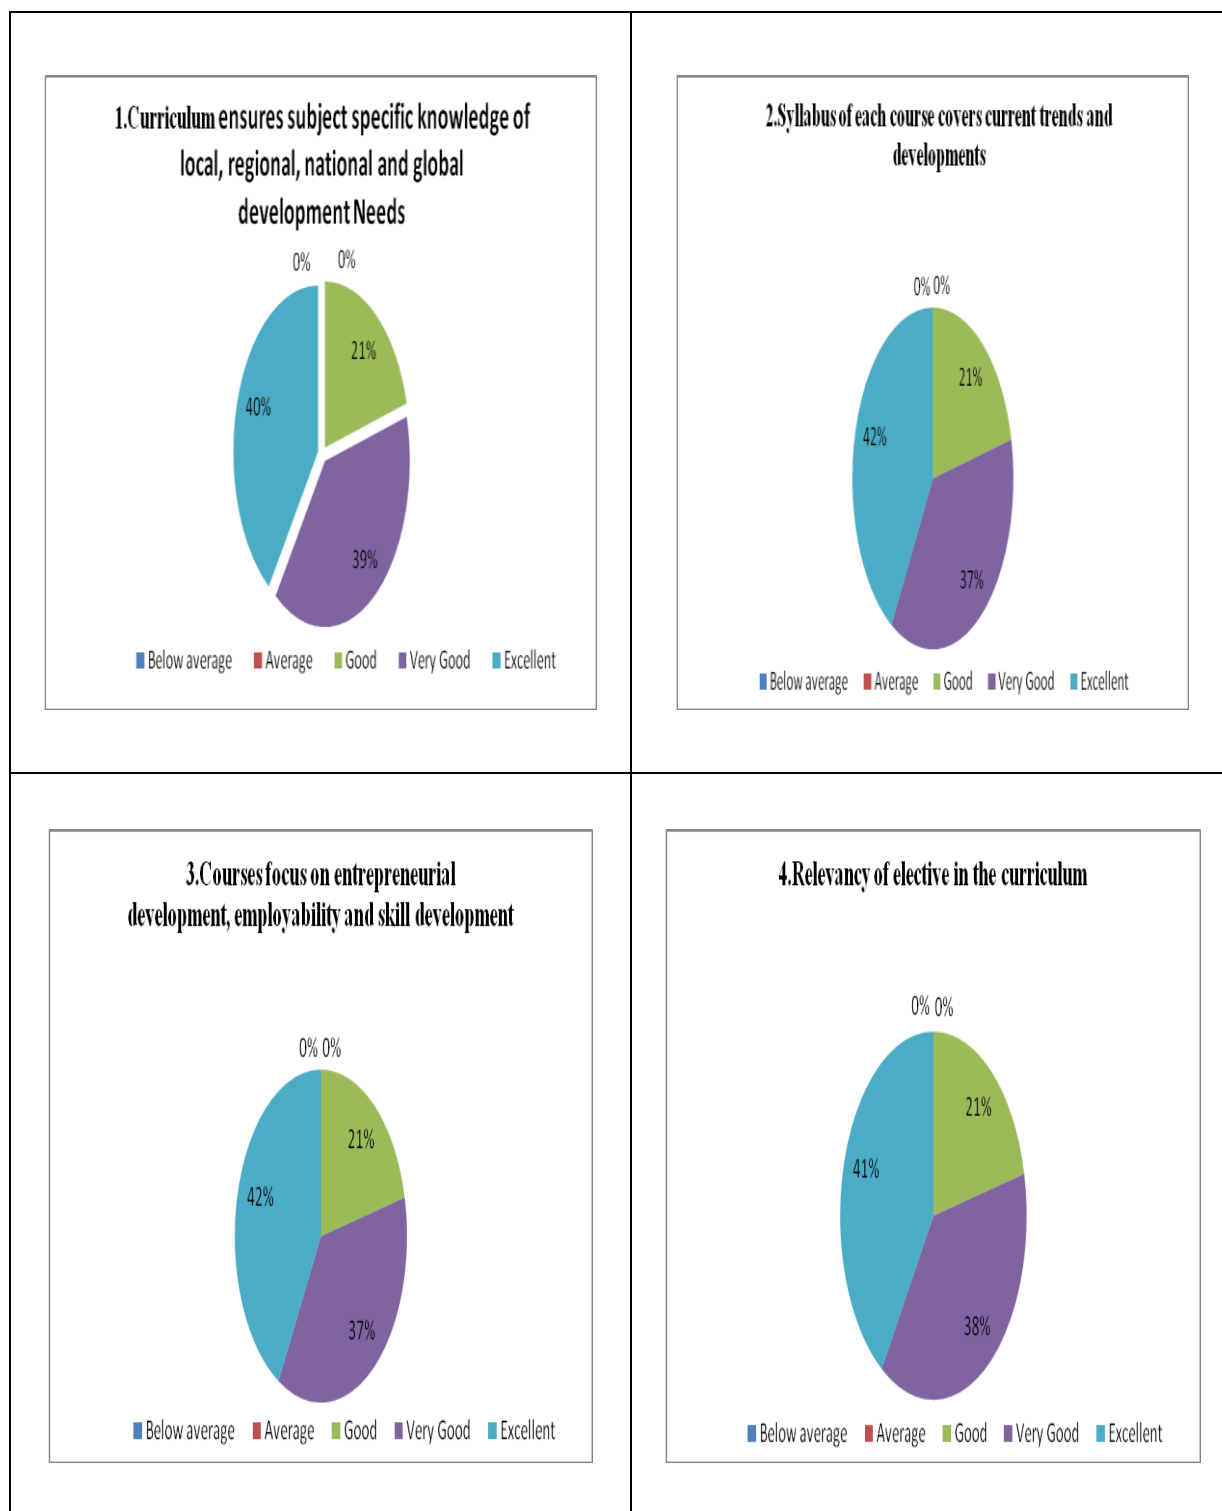 1.Curriculum ensures subject specific knowledge of
local, regional, national and global
development Needs
0% 0%
21%
40%
39%
Below average Average Good Very Good Excellent
2.Syllabus of each course covers current trends and
developments
0% 0%
21%
42%
37%
Below average Average Good Very Good Excellent
3.Courses focus on entrepreneurial
development, employability and skill development
0% 0%
21%
42%
37%
Below average Average Good Very Good Excellent
4.Relevancy of elective in the curriculum
0% 0%
21%
41%
38%
Below average Average Good Very Good Excellent